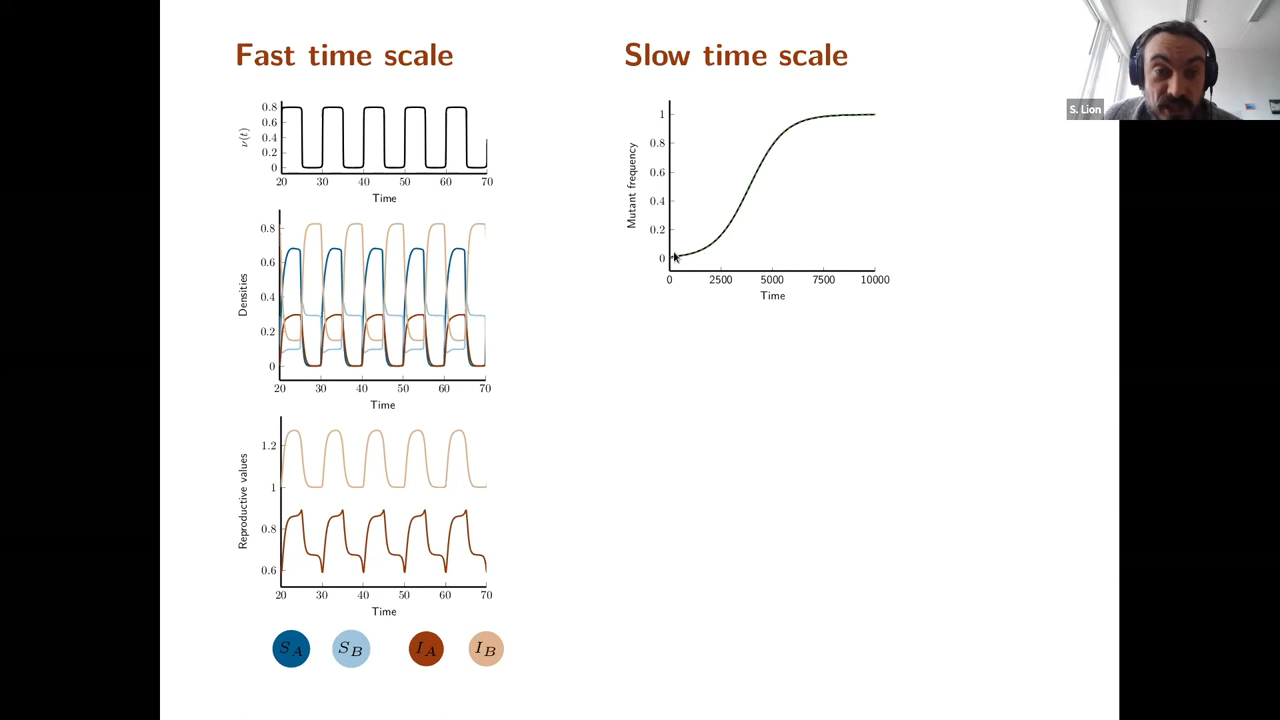 Fast time scale
0.8
0.6
0.4
0.2
0
ν(t)
20 30 40 50 60 70
Time
0.8
0.6
0.4
0.2
0
Densities
20 30 40 50 60 70
Time
1.2
1
0.8
0.6
Reproductive values
20 30 40 50 60 70
Time
S_A S_B I_A I_B
Slow time scale
1
0.8
0.6
0.4
0.2
0
Mutant frequency
0 2500 5000 7500 10000
Time
S. Lion